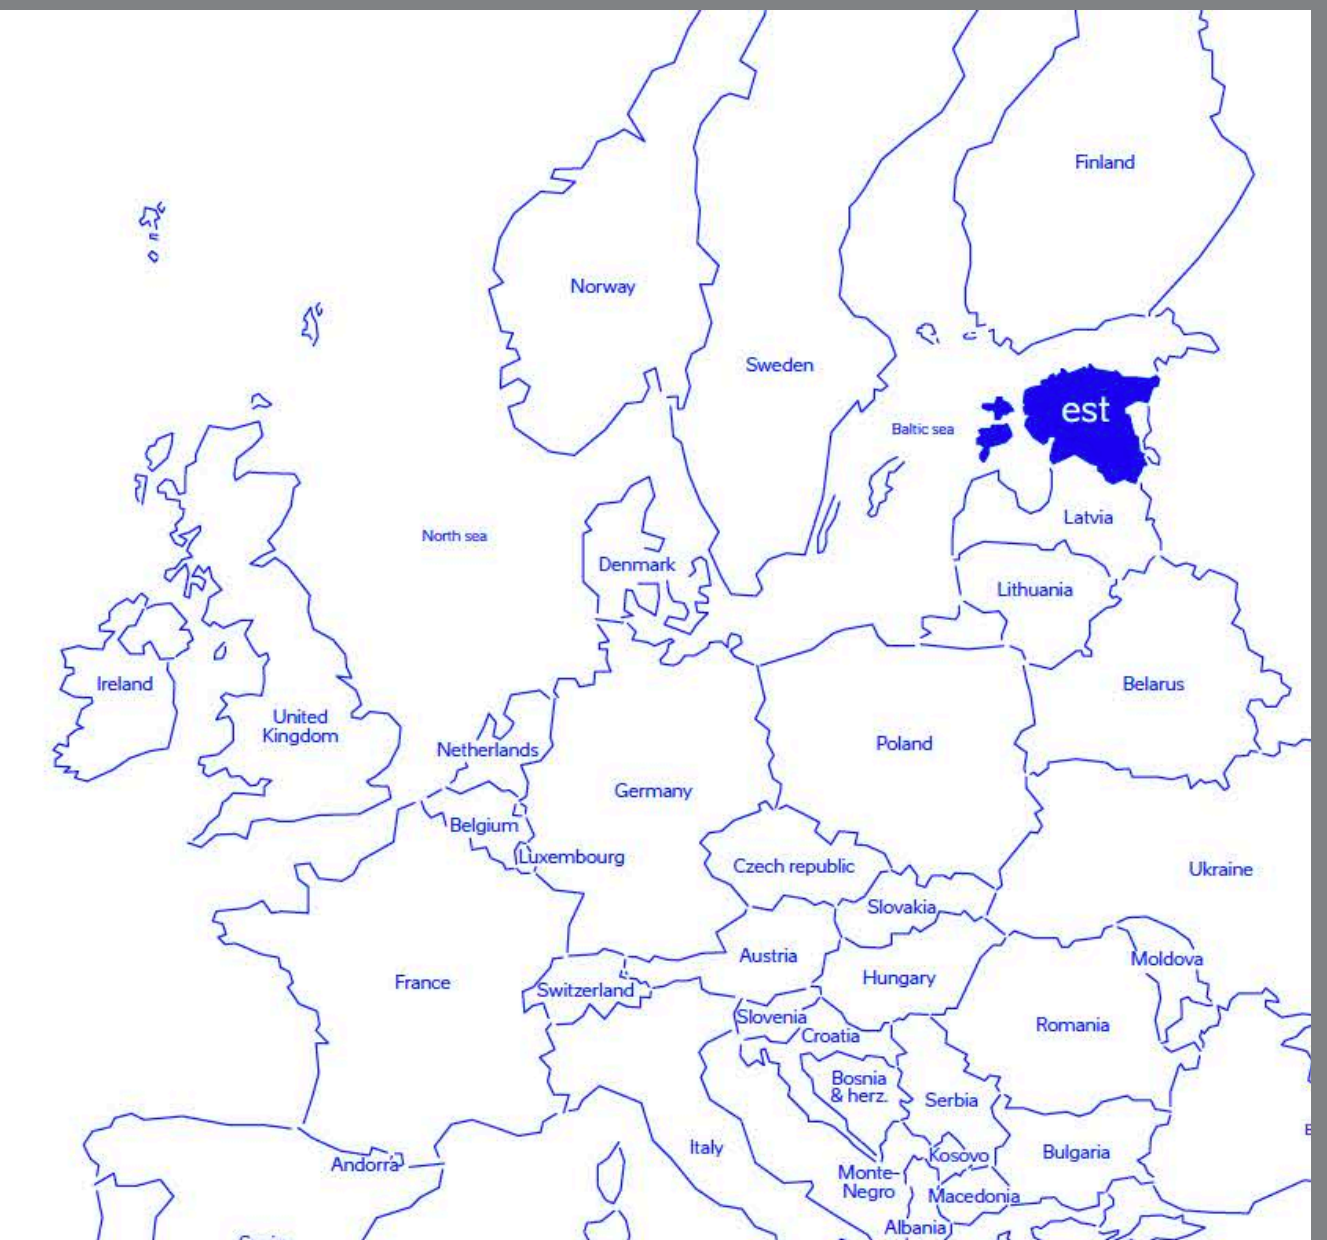 Finland
Norway
Sweden
est
Baltic sea
Latvia
North sea
Denmark
Lithuania
Ireland
Belarus
United
Kingdom
Netherlands
Poland
Germany
Belgium
Luxembourg
Czech republic
Ukraine
Slovakia
Austria
Moldova
France
Hungary
Switzerland
Slovenia
Romania
Croatia
Bosnia
& herz.
Serbia
Italy
Bulgaria
Kosovo
Andorra
Monte-
Negro
Macedonia
Albania